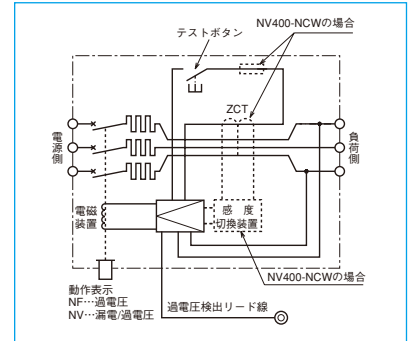 NV400-NCWの場合
テストボタン
ZCT
電源側
負荷側
電磁
装置
感 度
切換装置
NV400-NCWの場合
動作表示
NF…過電圧
NV…漏電/過電圧
過電圧検出リード線